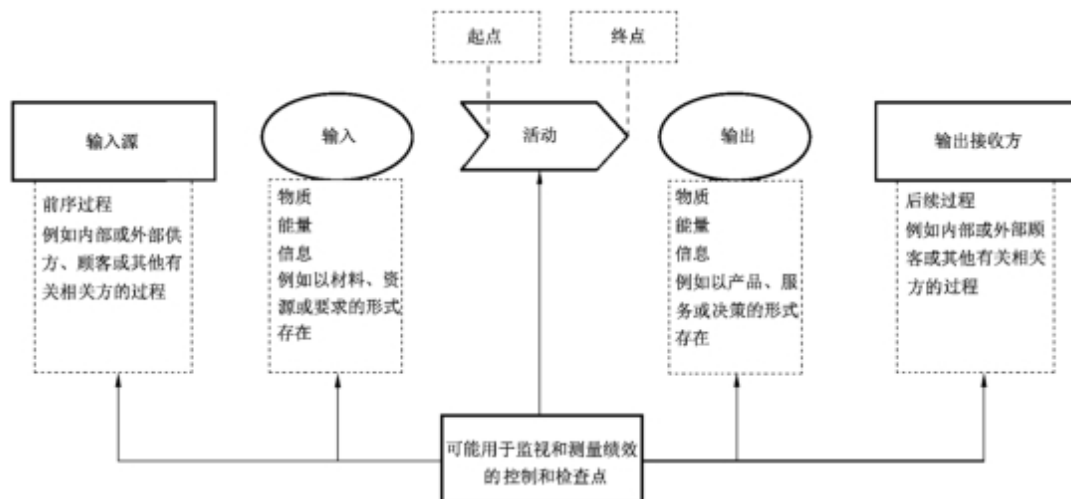 起点
终点
输入源
输入
活动
输出
输出接收方
前序过程
例如内部或外部供
方、顾客或其他有
关相关方的过程
物质
能量
信息
例如以材料、资
源或要求的形式
存在
物质
能量
信息
例如以产品、服
务或决策的形式
存在
后续过程
例如内部或外部顾
客或其他有关相关
方的过程
可能用于监视和测量绩效
的控制和检查点